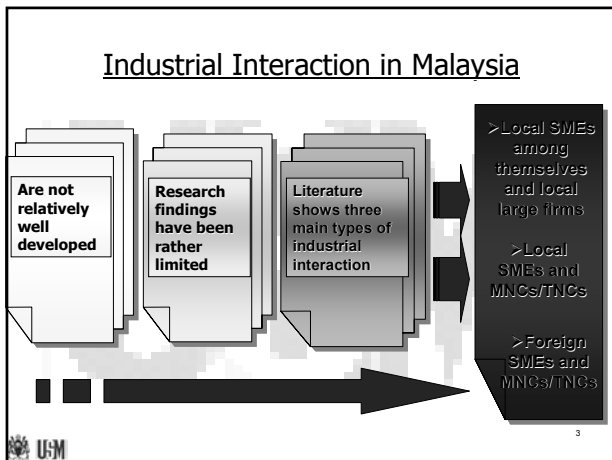 Industrial Interaction in Malaysia
Are not
relatively
well
developed
Research
findings
have been
rather
limited
Literature
shows three
main types of
industrial
interaction
➢Local SMEs
among
themselves
and local
large firms
➢Local
SMEs and
MNCs/TNCs
➢Foreign
SMEs and
MNCs/TNCs
3
USM